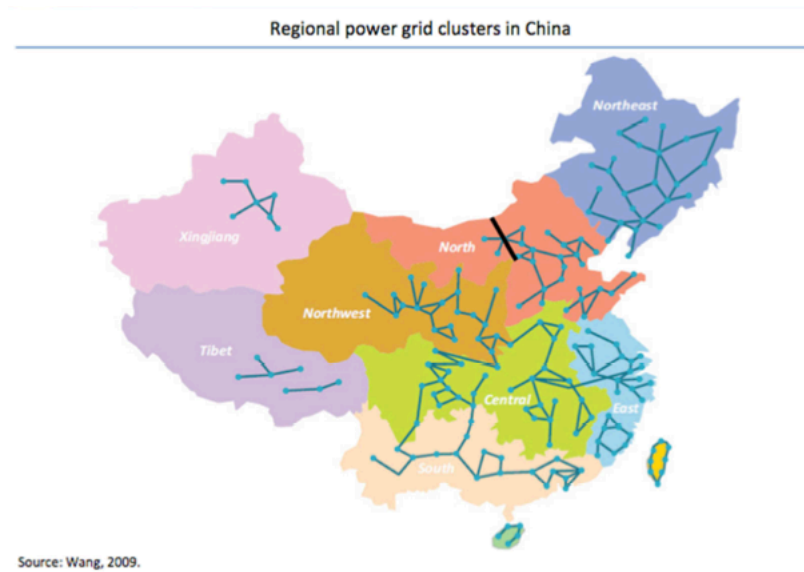 Regional power grid clusters in China
Northeast
Xingjiang
North
Northwest
Tibet
Central
East
South
Source: Wang, 2009.